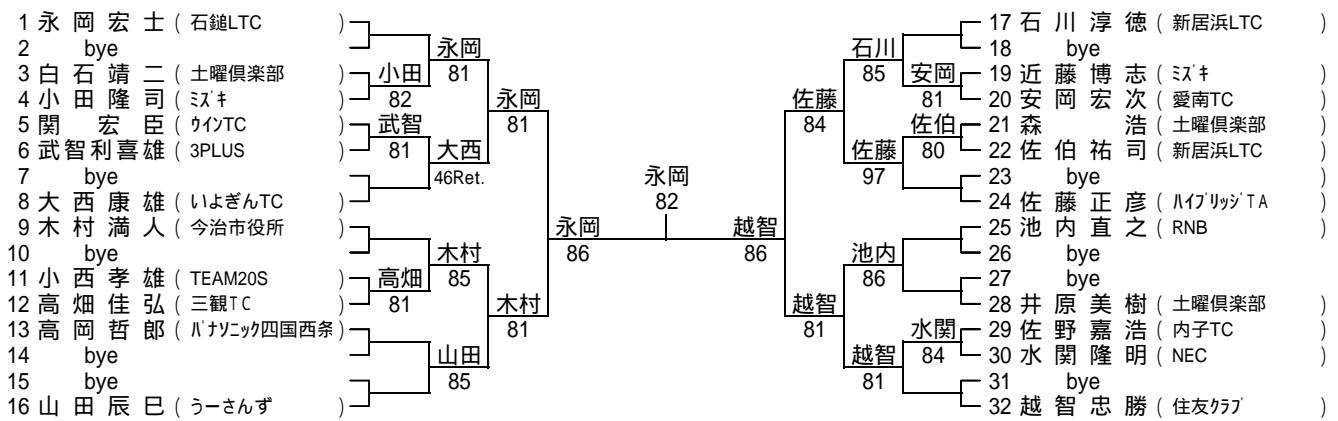 1 永 岡 宏 士 ( 石鎚LTC )
2 bye
3 白 石 靖 二 ( 土曜倶楽部 )
4 小 田 隆 司 ( ﾐｽﾞｷ )
5 関 宏 臣 ( ｳｲﾝTC )
6 武智利喜雄 ( 3PLUS )
7 bye
8 大 西 康 雄 ( いよぎんTC )
9 木 村 満 人 ( 今治市役所 )
10 bye
11 小 西 孝 雄 ( TEAM20S )
12 高 畑 佳 弘 ( 三観TC )
13 高 岡 哲 郎 ( ﾊﾟﾅｿﾆｯｸ四国西条 )
14 bye
15 bye
16 山 田 辰 巳 ( うーさんず )
小田
82
武智
81
高畑
81
永岡
81
大西
46Ret.
木村
85
山田
85
永岡
81
木村
81
永岡
86
永岡
82
越智
86
佐藤
84
越智
81
石川
85
佐藤
97
池内
86
越智
81
安岡
81
佐伯
80
水関
84
17 石 川 淳 徳 ( 新居浜LTC )
18 bye
19 近 藤 博 志 ( ﾐｽﾞｷ )
20 安 岡 宏 次 ( 愛南TC )
21 森 浩 ( 土曜倶楽部 )
22 佐 伯 祐 司 ( 新居浜LTC )
23 bye
24 佐 藤 正 彦 ( ﾊｲﾌﾞﾘｯｼﾞTA )
25 池 内 直 之 ( RNB )
26 bye
27 bye
28 井 原 美 樹 ( 土曜倶楽部 )
29 佐 野 嘉 浩 ( 内子TC )
30 水 関 隆 明 ( NEC )
31 bye
32 越 智 忠 勝 ( 住友ｸﾗﾌﾞ )